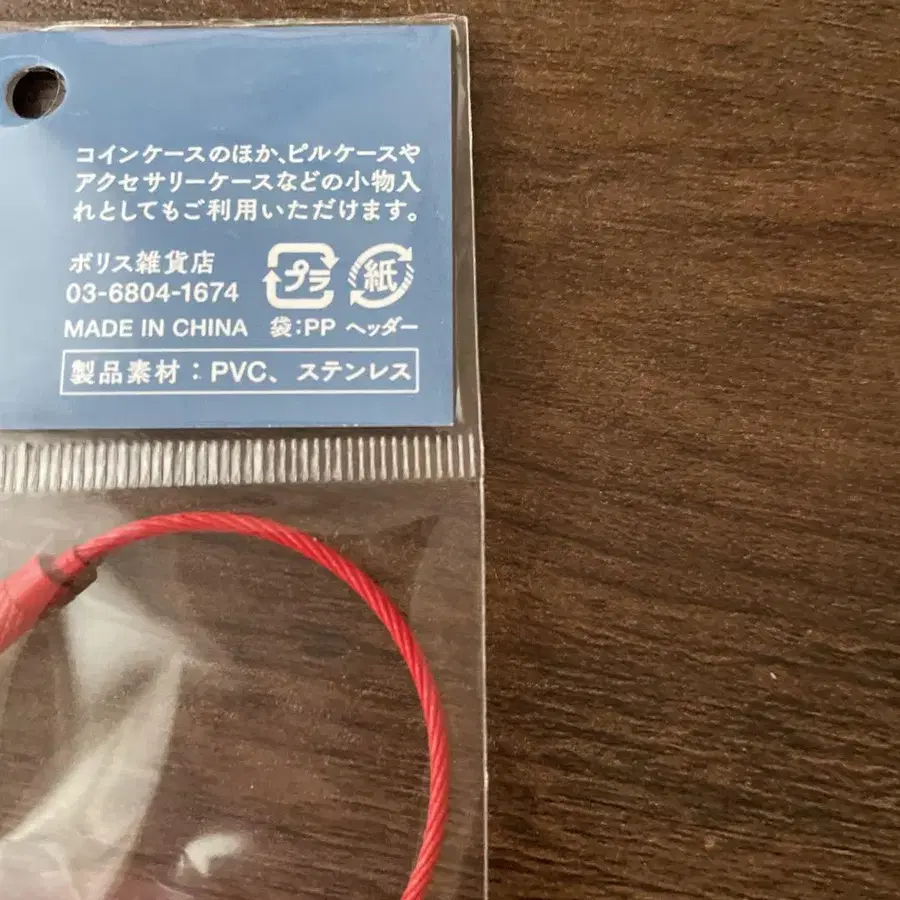 コインケースのほか、ピルケースや
アクセサリーケースなどの小物入
れとしてもご利用いただけます。
ボリス雑貨店
03-6804-1674
プラ 紙
MADE IN CHINA 袋:PP ヘッダー
製品素材:PVC、ステンレス